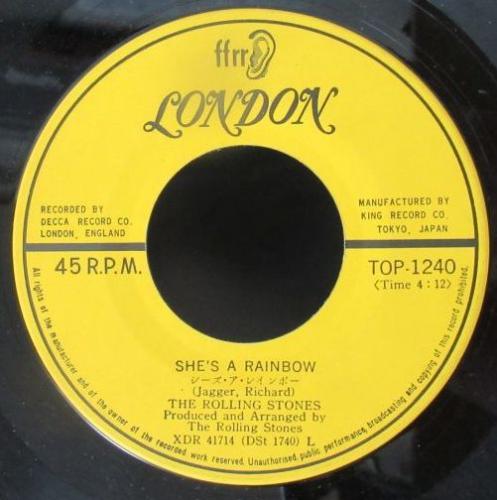 ffrr
LONDON
RECORDED BY
DECCA RECORD CO.
LONDON, ENGLAND
MANUFACTURED BY
KING RECORD CO.
TOKYO, JAPAN
45 R.P.M.
TOP-1240
(Time 4:12)
SHE'S A RAINBOW
シーズ・ア・レインボー
(Jagger, Richard)
THE ROLLING STONES
Produced and Arranged by
The Rolling Stones
XDR 41714 (DSt 1740) L
All rights of the manufacturer and of the owner of the recorded work reserved. Unauthorised public performance, broadcasting and copying of this record prohibited.